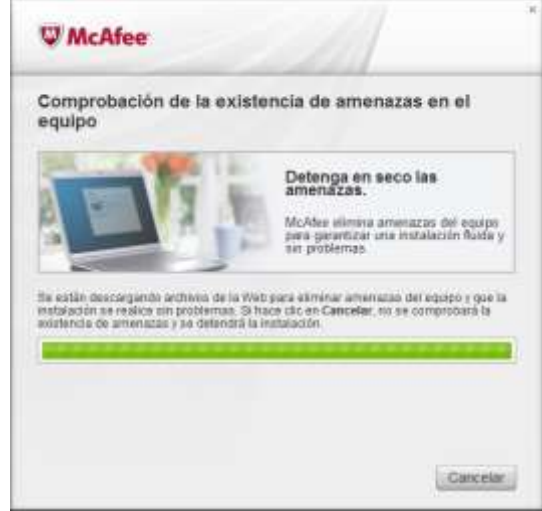 McAfee
Comprobación de la existencia de amenazas en el
equipo
Detenga en seco las
amenazas.
McAfee elimina amenazas del equipo
para garantizar una instalación fluida y
sin problemas.
Se están descargando archivos de la Web para eliminar amenazas del equipo y que la
instalación se realice sin problemas. Si hace clic en Cancelar, no se comprobará la
existencia de amenazas y se detendrá la instalación.
Cancelar